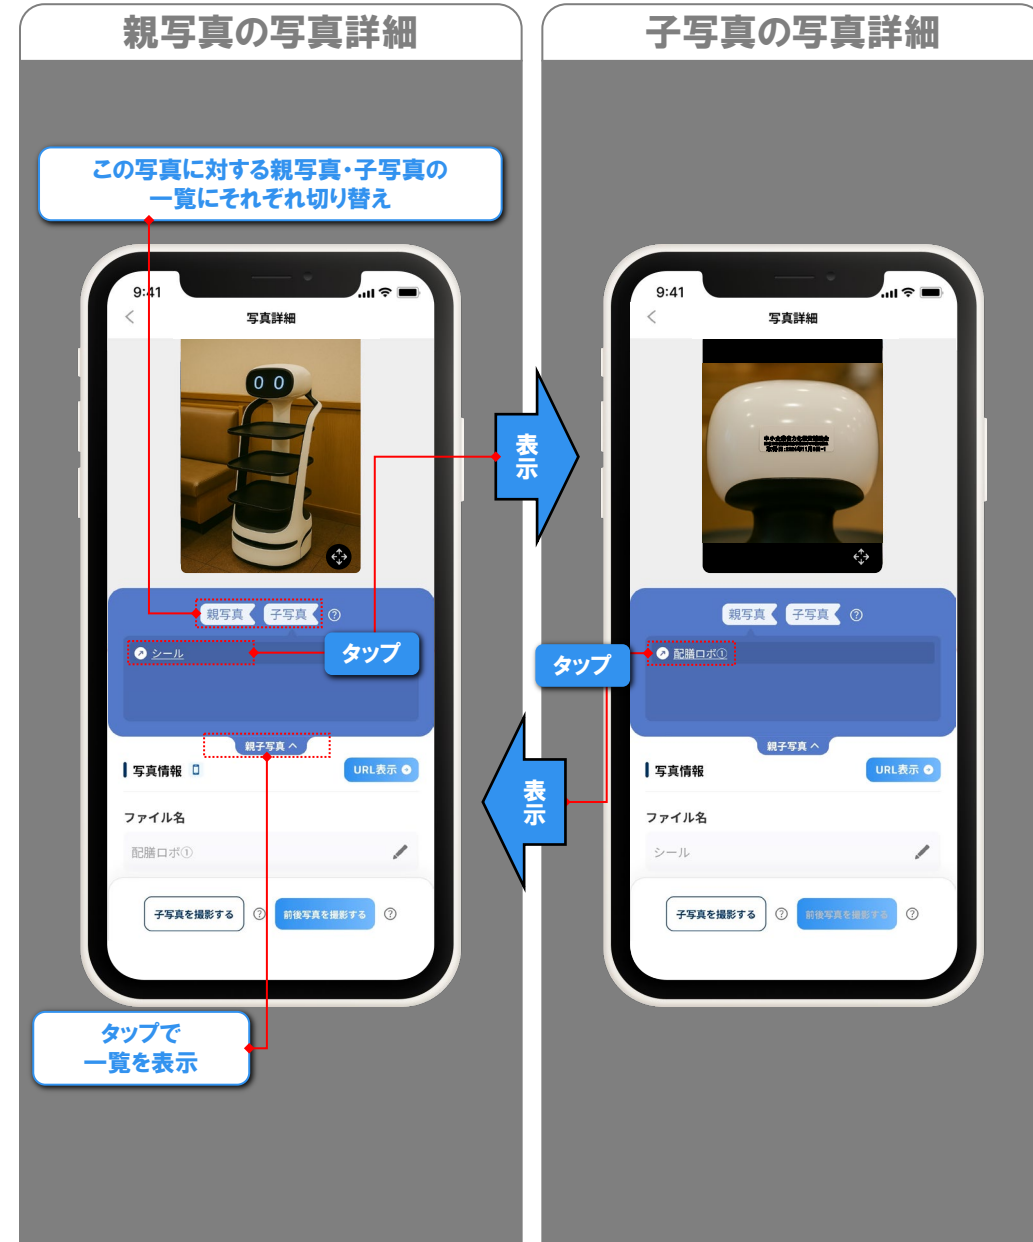 親写真の写真詳細
この写真に対する親写真・子写真の
一覧にそれぞれ切り替え
9:41
写真詳細
親写真
子写真
?
シール
タップ
親子写真
写真情報
URL表示
ファイル名
配膳ロボ①
子写真を撮影する
?
前後写真を撮影する
?
タップで
一覧を表示
表示
表示
子写真の写真詳細
9:41
写真詳細
親写真
子写真
?
配膳ロボ①
タップ
親子写真
写真情報
URL表示
ファイル名
シール
子写真を撮影する
?
前後写真を撮影する
?